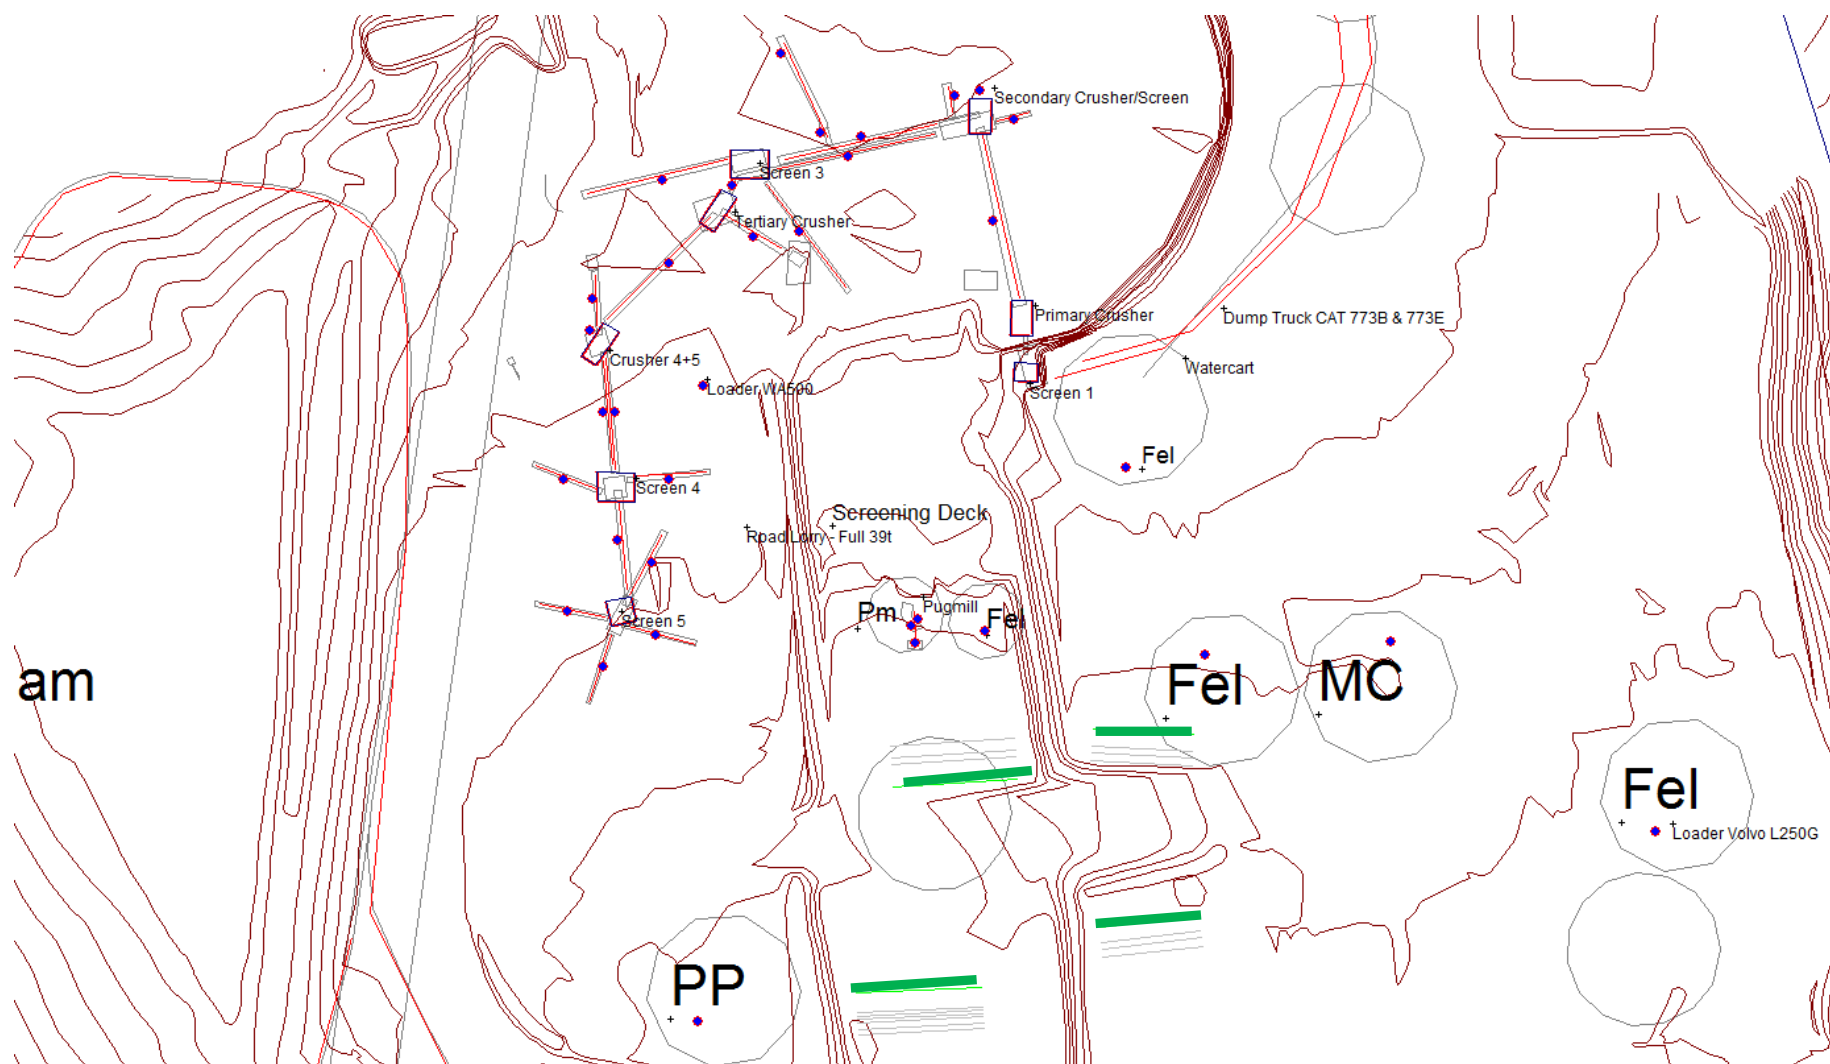 Secondary Crusher/Screen
Screen 3
Tertiary Crusher
Primary Crusher
Dump Truck CAT 773B & 773E
Crusher 4+5
Watercart
Loader WA500
Screen 1
Fel
Screen 4
Screening Deck
Road Lorry - Full 39t
Pm
Pugmill
Fel
Screen 5
am
Fel
MC
Fel
Loader Volvo L250G
PP